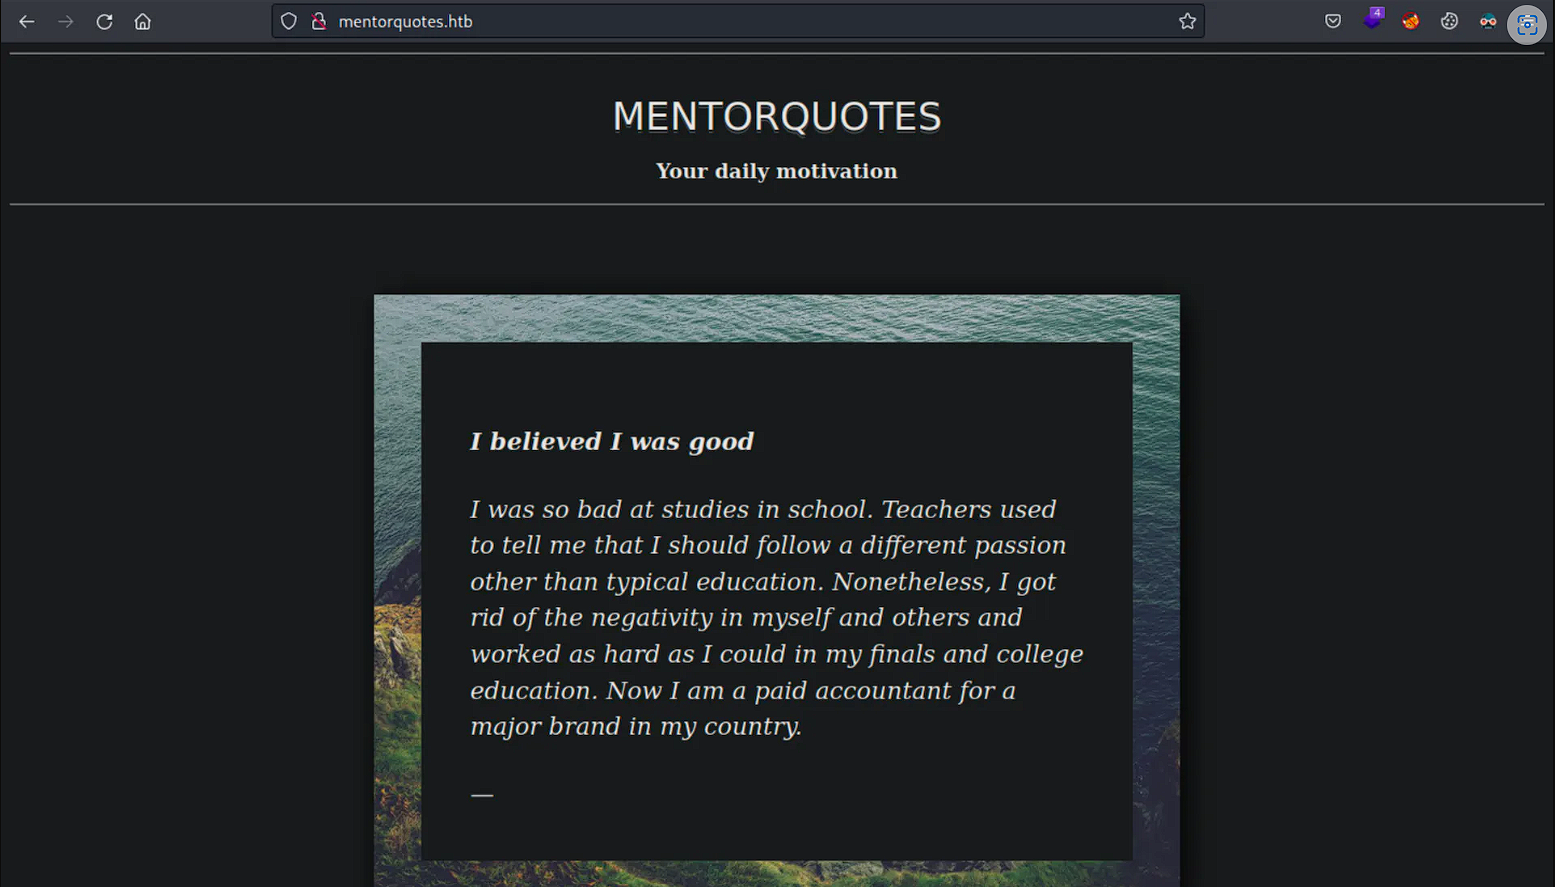 mentorquotes.htb
4
MENTORQUOTES
Your daily motivation
I believed I was good
I was so bad at studies in school. Teachers used
to tell me that I should follow a different passion
other than typical education. Nonetheless, I got
rid of the negativity in myself and others and
worked as hard as I could in my finals and college
education. Now I am a paid accountant for a
major brand in my country.
—